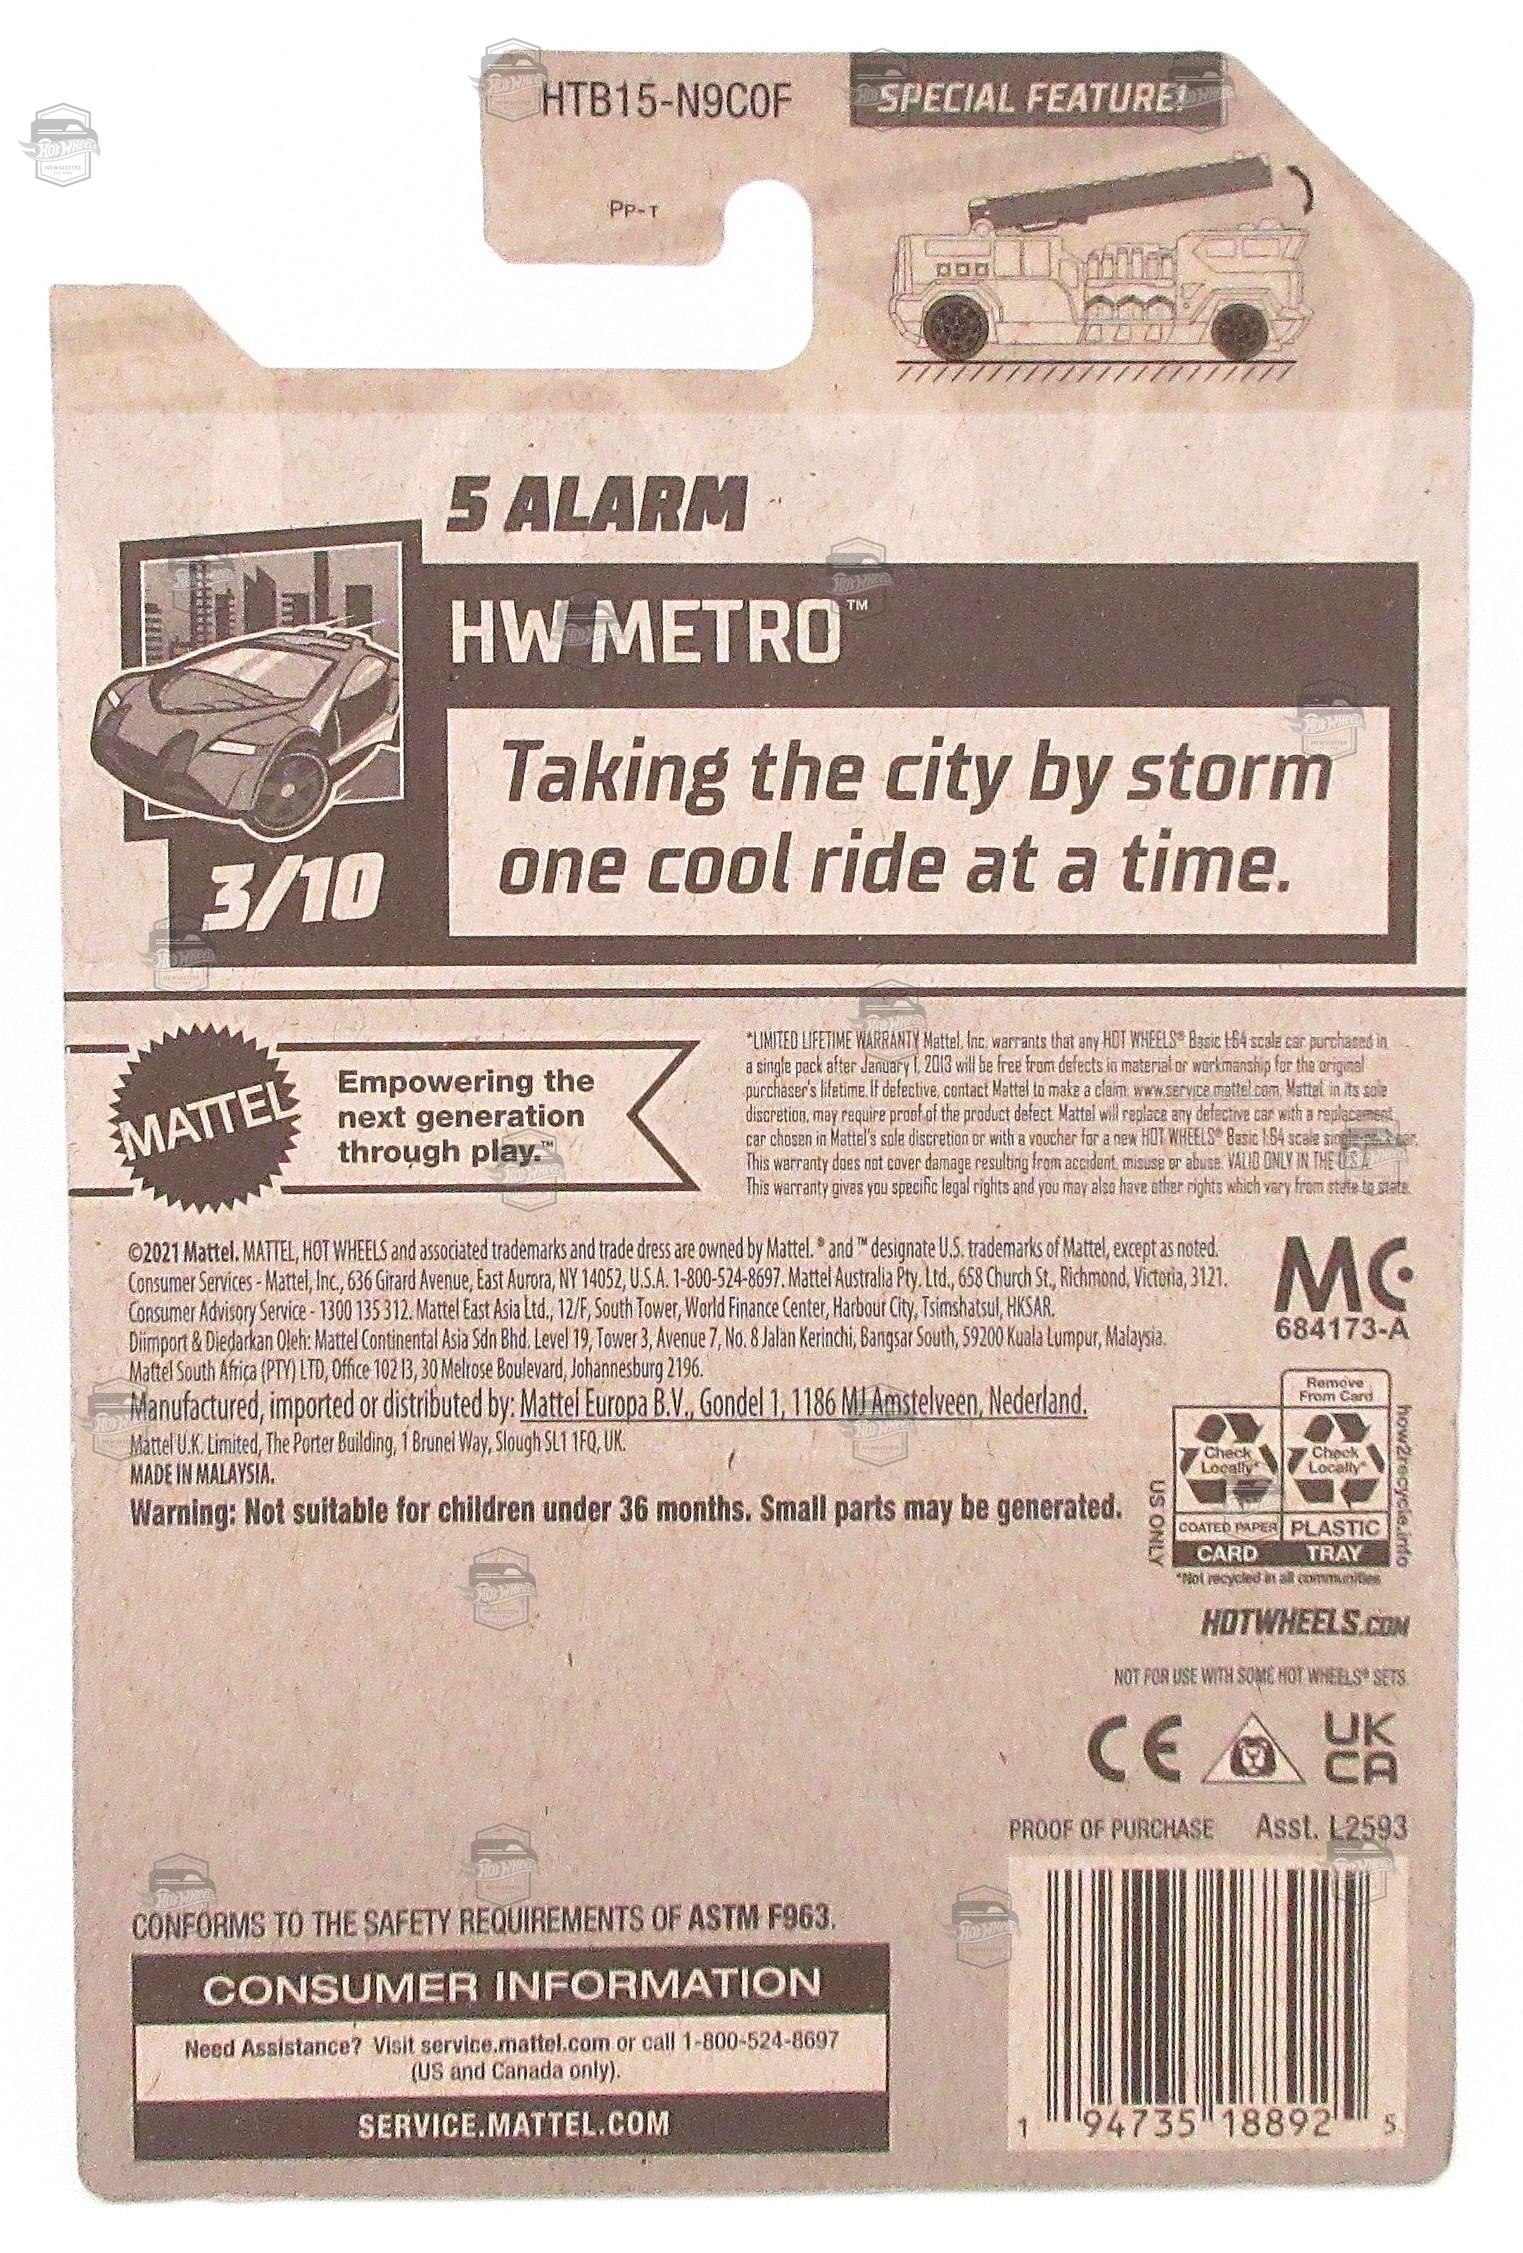 HTB15-N9C0F
SPECIAL FEATURE!
PP-T
5 ALARM
HW METRO™
Taking the city by storm
one cool ride at a time.
3/10
MATTEL
Empowering the
next generation
through play.™
*LIMITED LIFETIME WARRANTY Mattel, Inc. warrants that any HOT WHEELS® Basic 1:64 scale car purchased in
a single pack after January 1, 2013 will be free from defects in material or workmanship for the original
purchaser's lifetime. If defective, contact Mattel to make a claim: www.service.mattel.com. Mattel, in its sole
discretion, may require proof of the product defect. Mattel will replace any defective car with a replacement
car chosen in Mattel's sole discretion or with a voucher for a new HOT WHEELS® Basic 1:64 scale single-pack car.
This warranty does not cover damage resulting from accident, misuse or abuse. VALID ONLY IN THE U.S.A.
This warranty gives you specific legal rights and you may also have other rights which vary from state to state.
©2021 Mattel. MATTEL, HOT WHEELS and associated trademarks and trade dress are owned by Mattel. ® and ™ designate U.S. trademarks of Mattel, except as noted.
Consumer Services - Mattel, Inc., 636 Girard Avenue, East Aurora, NY 14052, U.S.A. 1-800-524-8697. Mattel Australia Pty. Ltd., 658 Church St., Richmond, Victoria, 3121.
Consumer Advisory Service - 1300 135 312. Mattel East Asia Ltd., 12/F, South Tower, World Finance Center, Harbour City, Tsimshatsui, HKSAR.
Diimport & Diedarkan Oleh: Mattel Continental Asia Sdn Bhd. Level 19, Tower 3, Avenue 7, No. 8 Jalan Kerinchi, Bangsar South, 59200 Kuala Lumpur, Malaysia.
Mattel South Africa (PTY) LTD, Office 102 I3, 30 Melrose Boulevard, Johannesburg 2196.
Manufactured, imported or distributed by: Mattel Europa B.V., Gondel 1, 1186 MJ Amstelveen, Nederland.
Mattel U.K. Limited, The Porter Building, 1 Brunel Way, Slough SL1 1FQ, UK.
MADE IN MALAYSIA.
Warning: Not suitable for children under 36 months. Small parts may be generated.
MC
684173-A
Remove
From Card
Check
Locally*
Check
Locally*
COATED PAPER
PLASTIC
CARD
TRAY
US ONLY
how2recycle.info
*Not recycled in all communities
HOTWHEELS.COM
NOT FOR USE WITH SOME HOT WHEELS® SETS.
CE
UK
CA
PROOF OF PURCHASE Asst. L2593
CONFORMS TO THE SAFETY REQUIREMENTS OF ASTM F963.
CONSUMER INFORMATION
Need Assistance? Visit service.mattel.com or call 1-800-524-8697
(US and Canada only).
SERVICE.MATTEL.COM
1 94735 18892 5
Hot Wheels
NEWSLETTER